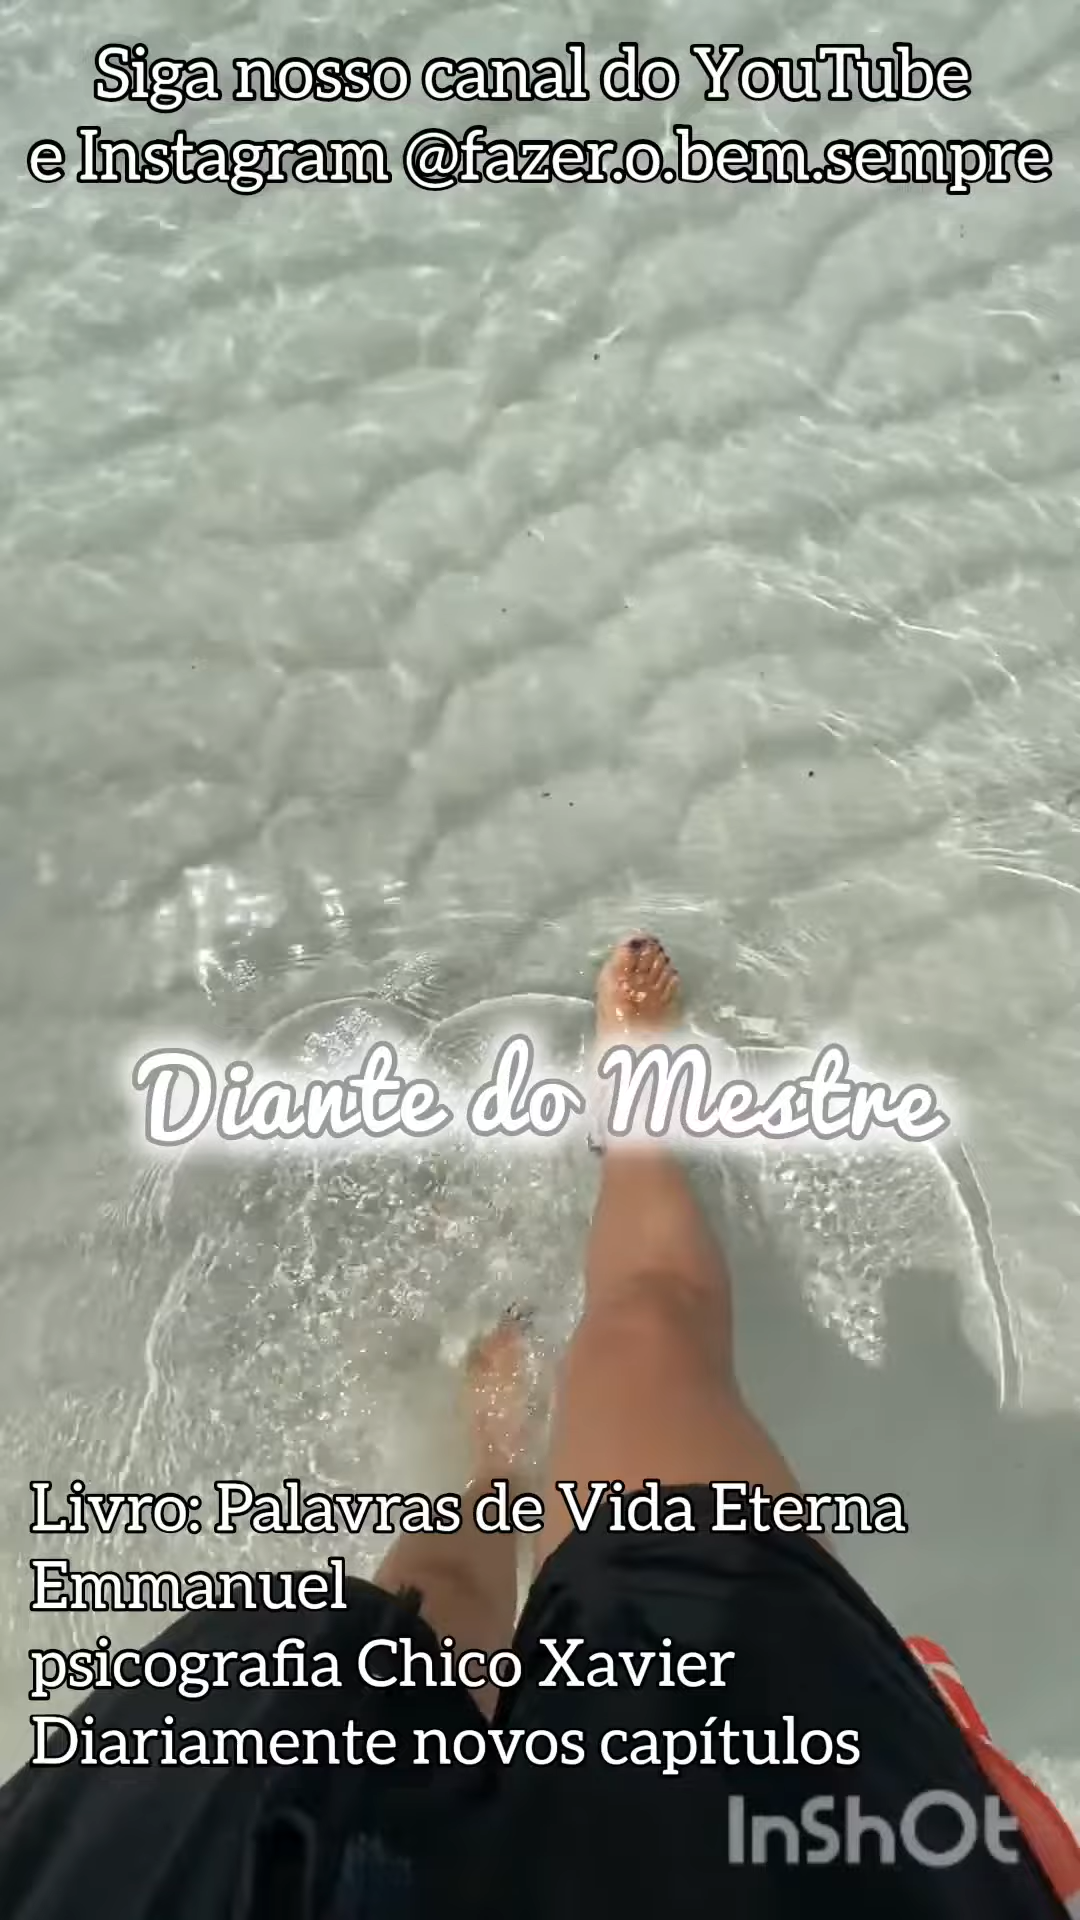 Siga nosso canal do YouTube
e Instagram @fazer.o.bem.sempre
Diante do Mestre
Livro: Palavras de Vida Eterna
Emmanuel
psicografia Chico Xavier
Diariamente novos capítulos
InShOt